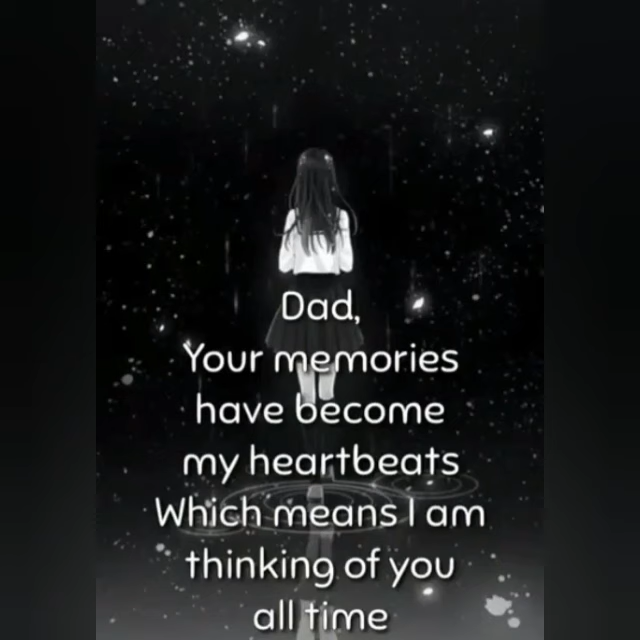 Dad,
Your memories
have become
my heartbeats
Which means I am
thinking of you
all time